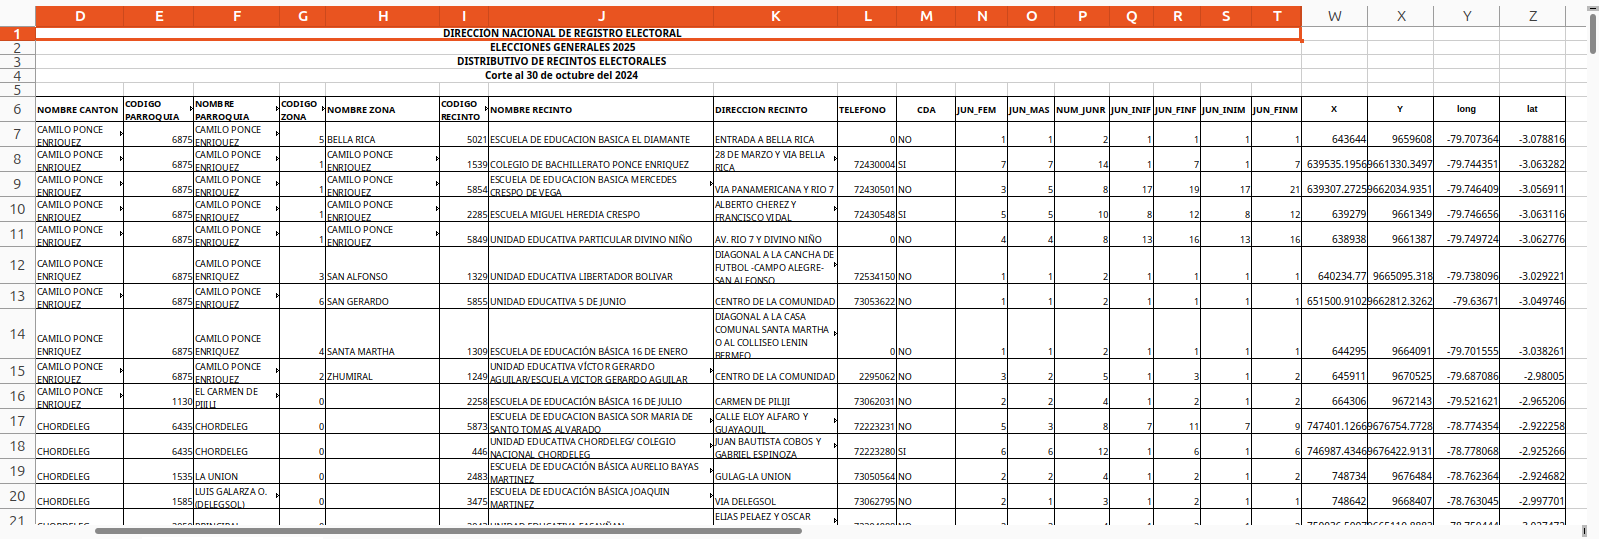 D E F G H I J K L M N O P Q R S T W X Y Z
1 DIRECCIÓN NACIONAL DE REGISTRO ELECTORAL
2 ELECCIONES GENERALES 2025
3 DISTRIBUTIVO DE RECINTOS ELECTORALES
4 Corte al 30 de octubre del 2024
5
6 NOMBRE CANTON CODIGO PARROQUIA NOMBRE PARROQUIA CODIGO ZONA NOMBRE ZONA CODIGO RECINTO NOMBRE RECINTO DIRECCION RECINTO TELEFONO CDA JUN_FEM JUN_MAS NUM_JUNR JUN_INIF JUN_FINF JUN_INIM JUN_FINM X Y long lat
7 CAMILO PONCE ENRIQUEZ 6875 CAMILO PONCE ENRIQUEZ 5 BELLA RICA 5021 ESCUELA DE EDUCACION BASICA EL DIAMANTE ENTRADA A BELLA RICA 0 NO 1 1 2 1 1 1 1 643644 9659608 -79.707364 -3.078816
8 CAMILO PONCE ENRIQUEZ 6875 CAMILO PONCE ENRIQUEZ 1 CAMILO PONCE ENRIQUEZ 1539 COLEGIO DE BACHILLERATO PONCE ENRIQUEZ 28 DE MARZO Y VIA BELLA RICA 72430004 SI 7 7 14 1 7 1 7 639535.1956 9661330.3497 -79.744351 -3.063282
9 CAMILO PONCE ENRIQUEZ 6875 CAMILO PONCE ENRIQUEZ 1 CAMILO PONCE ENRIQUEZ 5854 ESCUELA DE EDUCACION BASICA MERCEDES CRESPO DE VEGA VIA PANAMERICANA Y RIO 7 72430501 NO 3 5 8 17 19 17 21 639307.2725 9662034.9351 -79.746409 -3.056911
10 CAMILO PONCE ENRIQUEZ 6875 CAMILO PONCE ENRIQUEZ 1 CAMILO PONCE ENRIQUEZ 2285 ESCUELA MIGUEL HEREDIA CRESPO ALBERTO CHEREZ Y FRANCISCO VIDAL 72430548 SI 5 5 10 8 12 8 12 639279 9661349 -79.746656 -3.063116
11 CAMILO PONCE ENRIQUEZ 6875 CAMILO PONCE ENRIQUEZ 1 CAMILO PONCE ENRIQUEZ 5849 UNIDAD EDUCATIVA PARTICULAR DIVINO NIÑO AV. RIO 7 Y DIVINO NIÑO 0 NO 4 4 8 13 16 13 16 638938 9661387 -79.749724 -3.062776
12 CAMILO PONCE ENRIQUEZ 6875 CAMILO PONCE ENRIQUEZ 3 SAN ALFONSO 1329 UNIDAD EDUCATIVA LIBERTADOR BOLIVAR DIAGONAL A LA CANCHA DE FUTBOL -CAMPO ALEGRE- SAN ALFONSO 72534150 NO 1 1 2 1 1 1 1 640234.77 9665095.318 -79.738096 -3.029221
13 CAMILO PONCE ENRIQUEZ 6875 CAMILO PONCE ENRIQUEZ 6 SAN GERARDO 5855 UNIDAD EDUCATIVA 5 DE JUNIO CENTRO DE LA COMUNIDAD 73053622 NO 1 1 2 1 1 1 1 651500.9102 9662812.3262 -79.63671 -3.049746
14 CAMILO PONCE ENRIQUEZ 6875 CAMILO PONCE ENRIQUEZ 4 SANTA MARTHA 1309 ESCUELA DE EDUCACIÓN BÁSICA 16 DE ENERO DIAGONAL A LA CASA COMUNAL SANTA MARTHA O AL COLLISEO LENIN BERMEO 0 NO 1 1 2 1 1 1 1 644295 9664091 -79.701555 -3.038261
15 CAMILO PONCE ENRIQUEZ 6875 CAMILO PONCE ENRIQUEZ 2 ZHUMIRAL 1249 UNIDAD EDUCATIVA VÍCTOR GERARDO AGUILAR/ESCUELA VICTOR GERARDO AGUILAR CENTRO DE LA COMUNIDAD 2295062 NO 3 2 5 1 3 1 2 645911 9670525 -79.687086 -2.98005
16 CAMILO PONCE ENRIQUEZ 1130 EL CARMEN DE PIJILI 0 2258 ESCUELA DE EDUCACIÓN BÁSICA 16 DE JULIO CARMEN DE PILIJI 73062031 NO 2 2 4 1 2 1 2 664306 9672143 -79.521621 -2.965206
17 CHORDELEG 6435 CHORDELEG 0 5873 ESCUELA DE EDUCACION BASICA SOR MARIA DE SANTO TOMAS ALVARADO CALLE ELOY ALFARO Y GUAYAQUIL 72223231 NO 5 3 8 7 11 7 9 747401.1266 9676754.7728 -78.774354 -2.922258
18 CHORDELEG 6435 CHORDELEG 0 446 UNIDAD EDUCATIVA CHORDELEG/ COLEGIO NACIONAL CHORDELEG JUAN BAUTISTA COBOS Y GABRIEL ESPINOZA 72223280 SI 6 6 12 1 6 1 6 746987.4346 9676422.9131 -78.778068 -2.925266
19 CHORDELEG 1535 LA UNION 0 2483 ESCUELA DE EDUCACIÓN BÁSICA AURELIO BAYAS MARTINEZ GULAG-LA UNION 73050564 NO 2 2 4 1 2 1 2 748734 9676484 -78.762364 -2.924682
20 CHORDELEG 1585 LUIS GALARZA O. (DELEGSOL) 0 3475 ESCUELA DE EDUCACIÓN BÁSICA JOAQUIN MARTINEZ VIA DELEGSOL 73062795 NO 2 1 3 1 2 1 1 748642 9668407 -78.763045 -2.997701
21 CHORDELEG PRINCIPAL ELIAS PELAEZ Y OSCAR